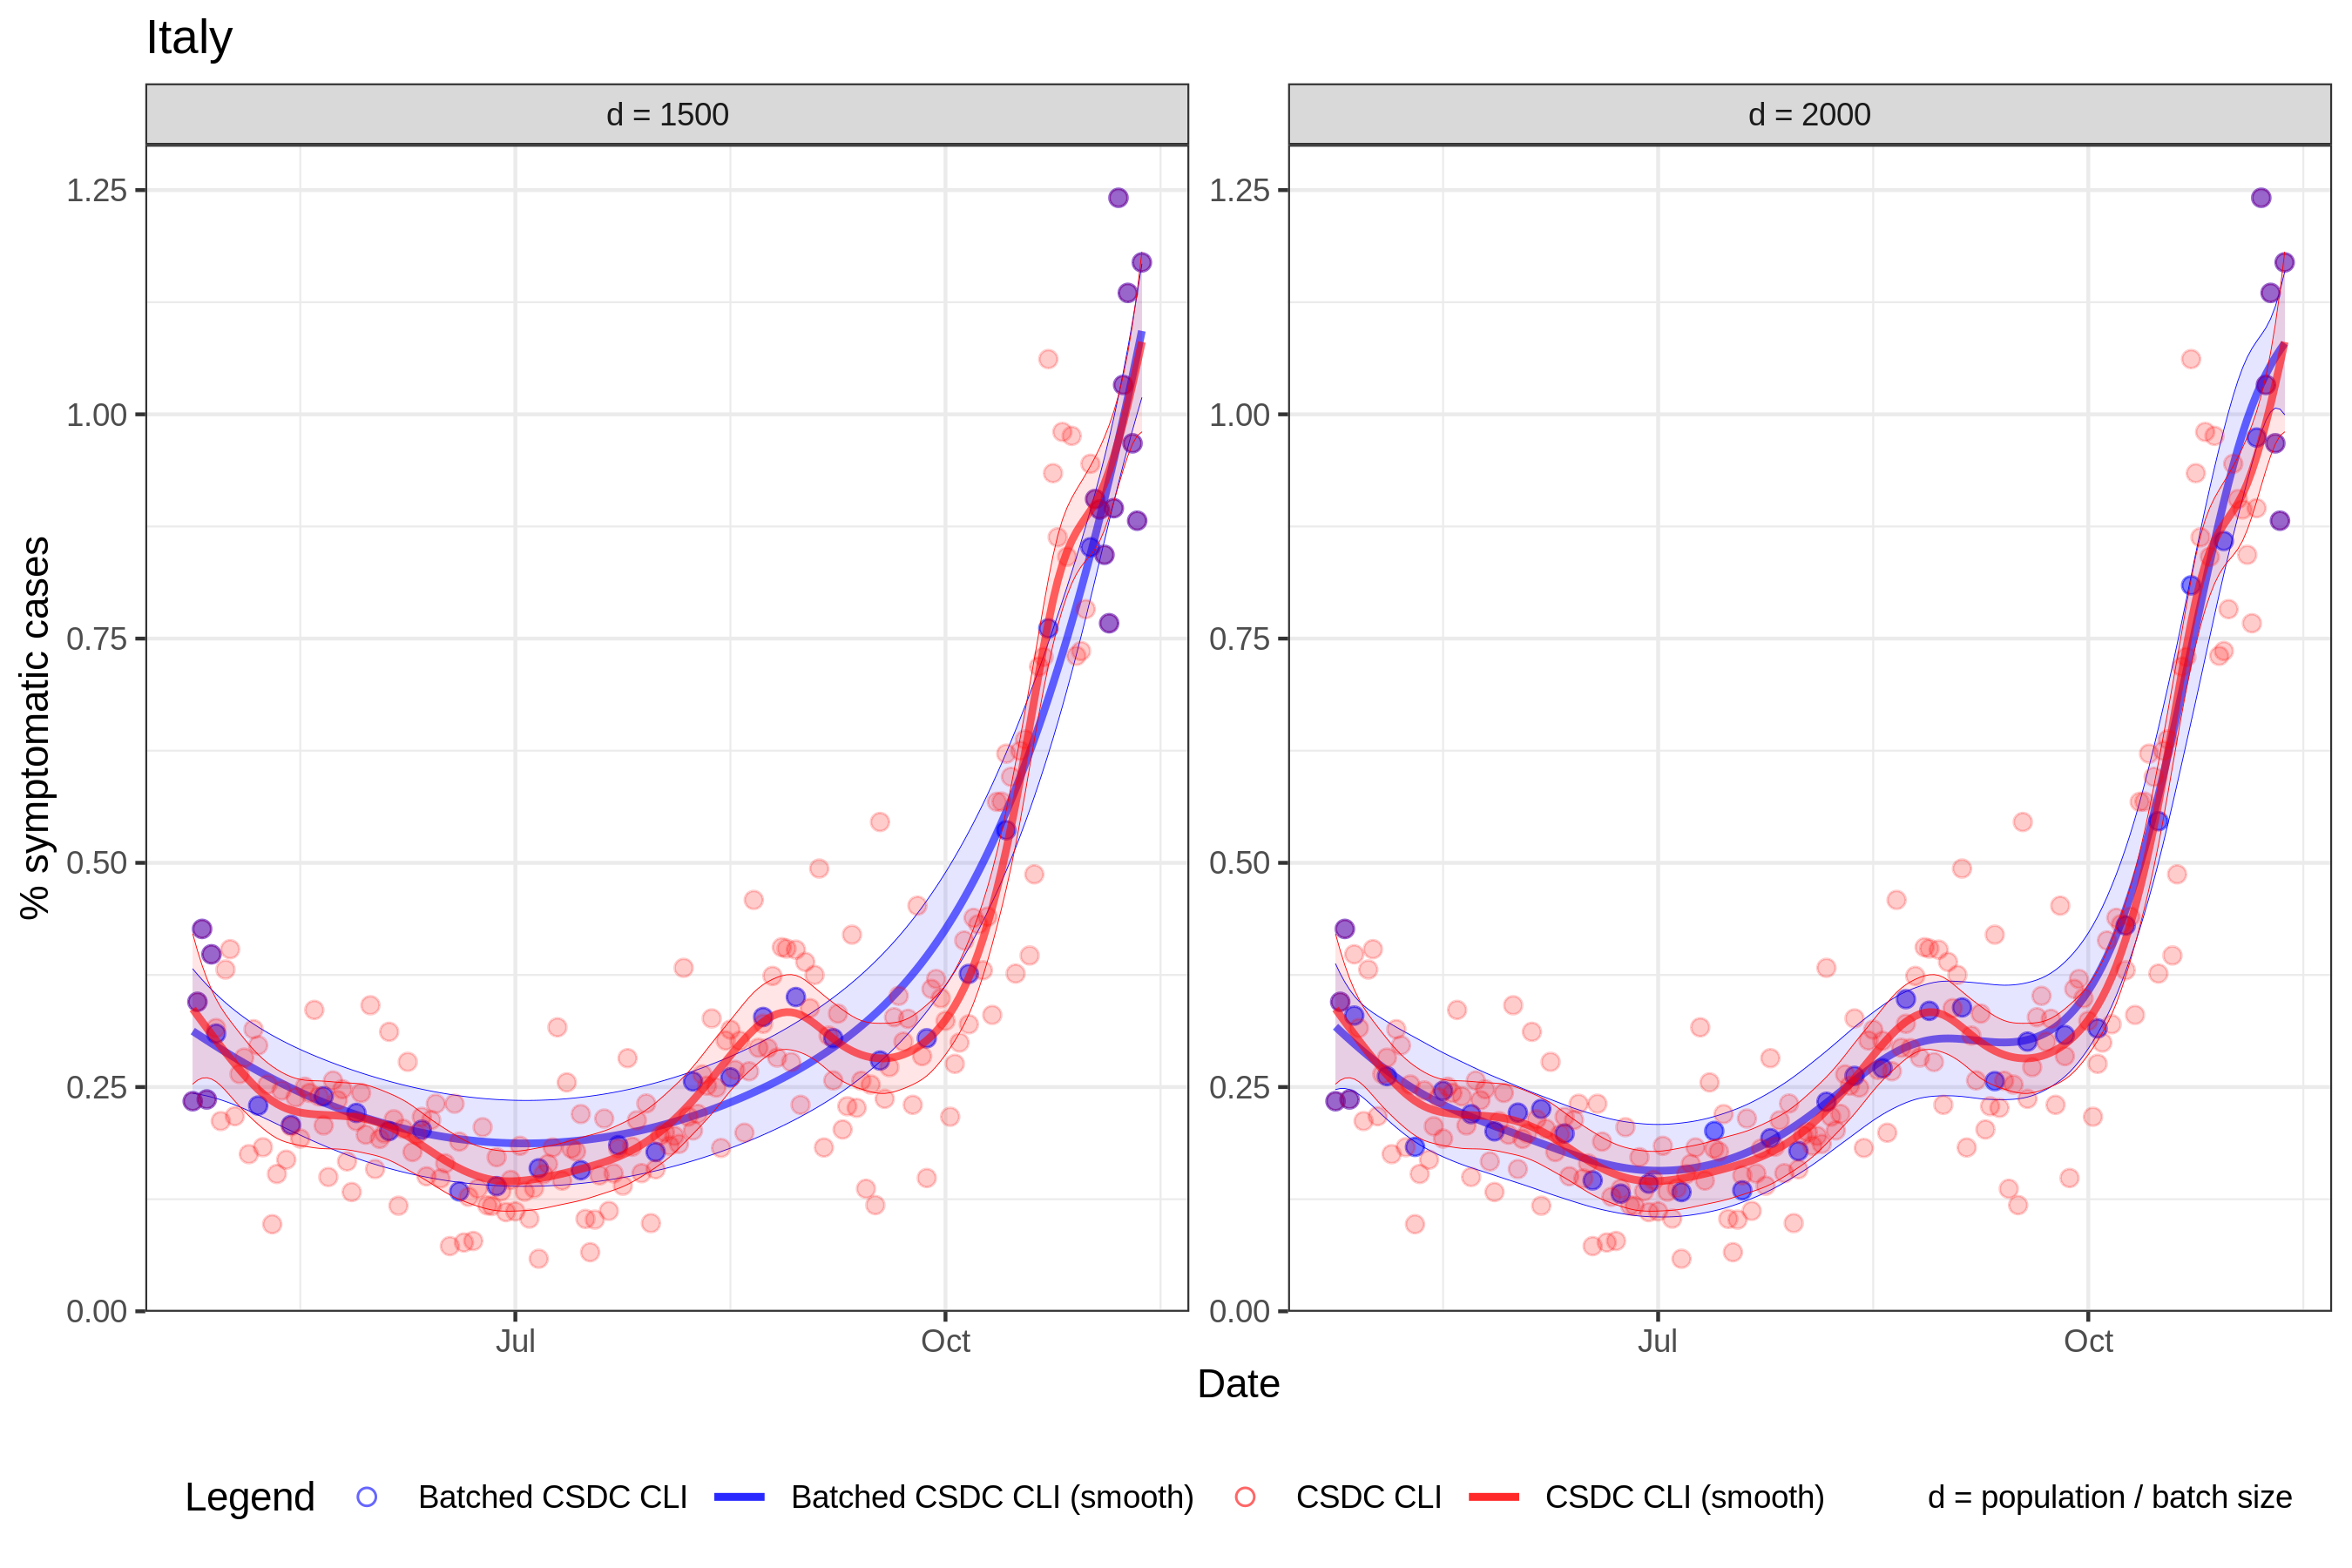 Italy
d = 1500
d = 2000
1.25
1.00
0.75
0.50
0.25
0.00
1.25
1.00
0.75
0.50
0.25
0.00
% symptomatic cases
Jul
Oct
Jul
Oct
Date
Legend
Batched CSDC CLI
Batched CSDC CLI (smooth)
CSDC CLI
CSDC CLI (smooth)
d = population / batch size